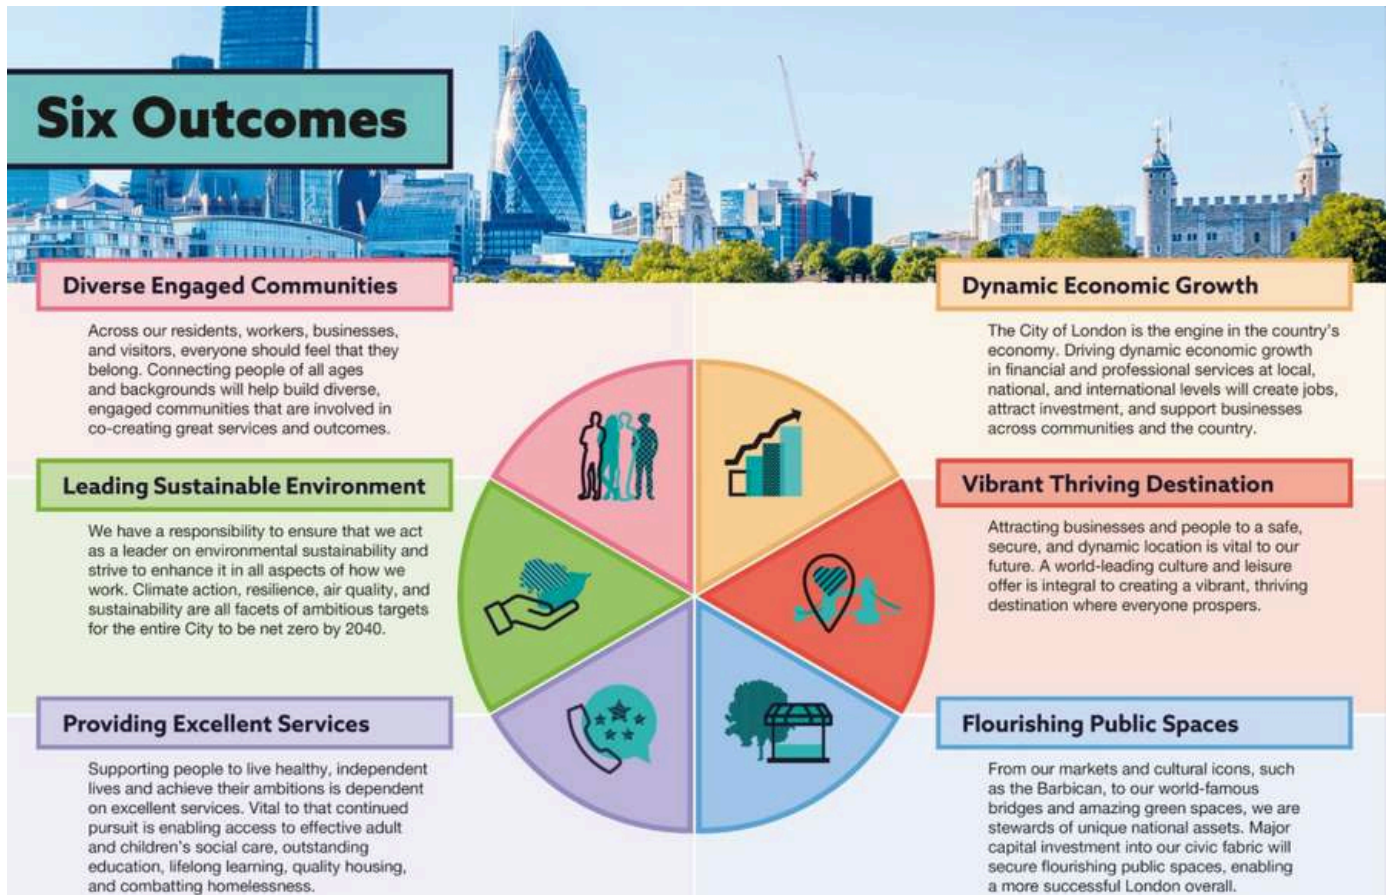 Six Outcomes
Diverse Engaged Communities
Across our residents, workers, businesses,
and visitors, everyone should feel that they
belong. Connecting people of all ages
and backgrounds will help build diverse,
engaged communities that are involved in
co-creating great services and outcomes.
Leading Sustainable Environment
We have a responsibility to ensure that we act
as a leader on environmental sustainability and
strive to enhance it in all aspects of how we
work. Climate action, resilience, air quality, and
sustainability are all facets of ambitious targets
for the entire City to be net zero by 2040.
Providing Excellent Services
Supporting people to live healthy, independent
lives and achieve their ambitions is dependent
on excellent services. Vital to that continued
pursuit is enabling access to effective adult
and children's social care, outstanding
education, lifelong learning, quality housing,
and combatting homelessness.
Dynamic Economic Growth
The City of London is the engine in the country's
economy. Driving dynamic economic growth
in financial and professional services at local,
national, and international levels will create jobs,
attract investment, and support businesses
across communities and the country.
Vibrant Thriving Destination
Attracting businesses and people to a safe,
secure, and dynamic location is vital to our
future. A world-leading culture and leisure
offer is integral to creating a vibrant, thriving
destination where everyone prospers.
Flourishing Public Spaces
From our markets and cultural icons, such
as the Barbican, to our world-famous
bridges and amazing green spaces, we are
stewards of unique national assets. Major
capital investment into our civic fabric will
secure flourishing public spaces, enabling
a more successful London overall.